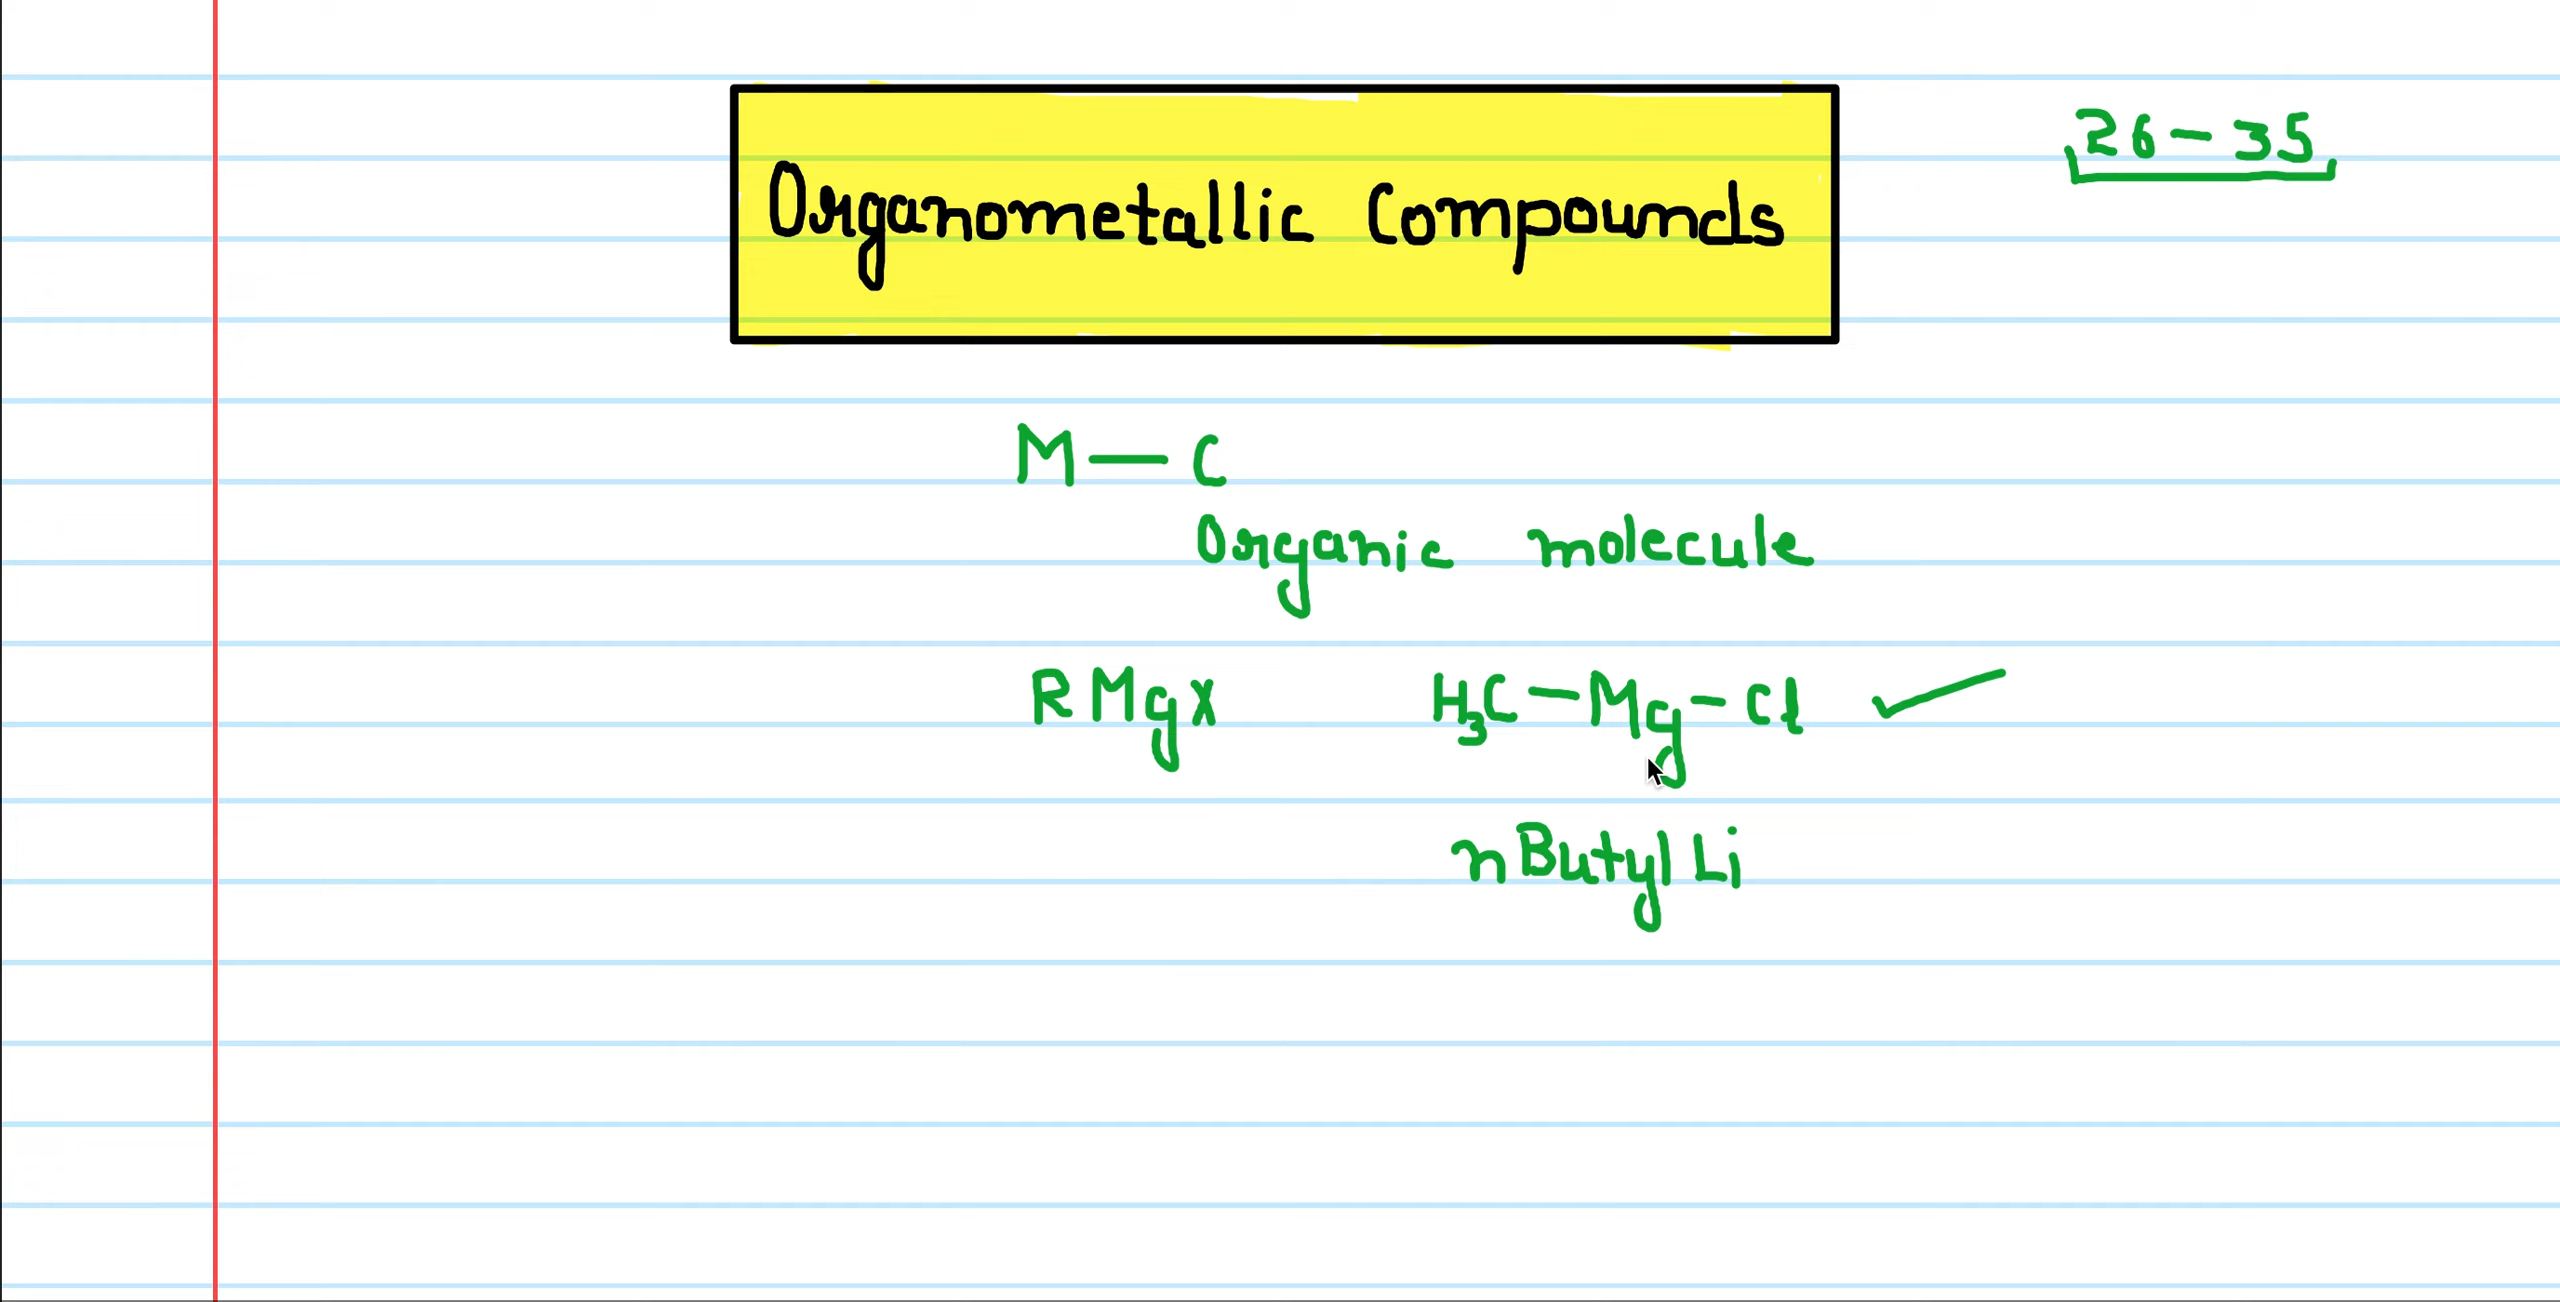 Organometallic Compounds
26-35
M — C
Organic molecule
RMgX H₃C-Mg-Cl ✓
nButyl Li